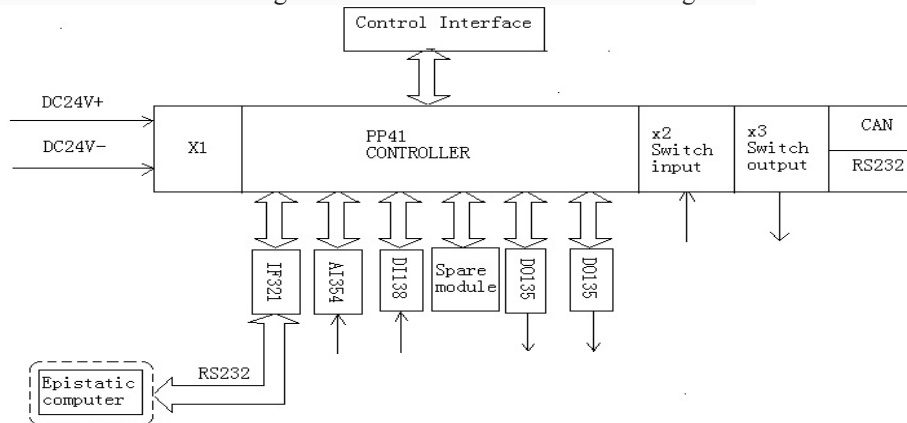 Control Interface
DC24V+
DC24V-
X1
PP41
CONTROLLER
x2
Switch
input
x3
Switch
output
CAN
RS232
IF321
AI354
DI138
Spare
module
DO135
DO135
RS232
Epistatic
computer